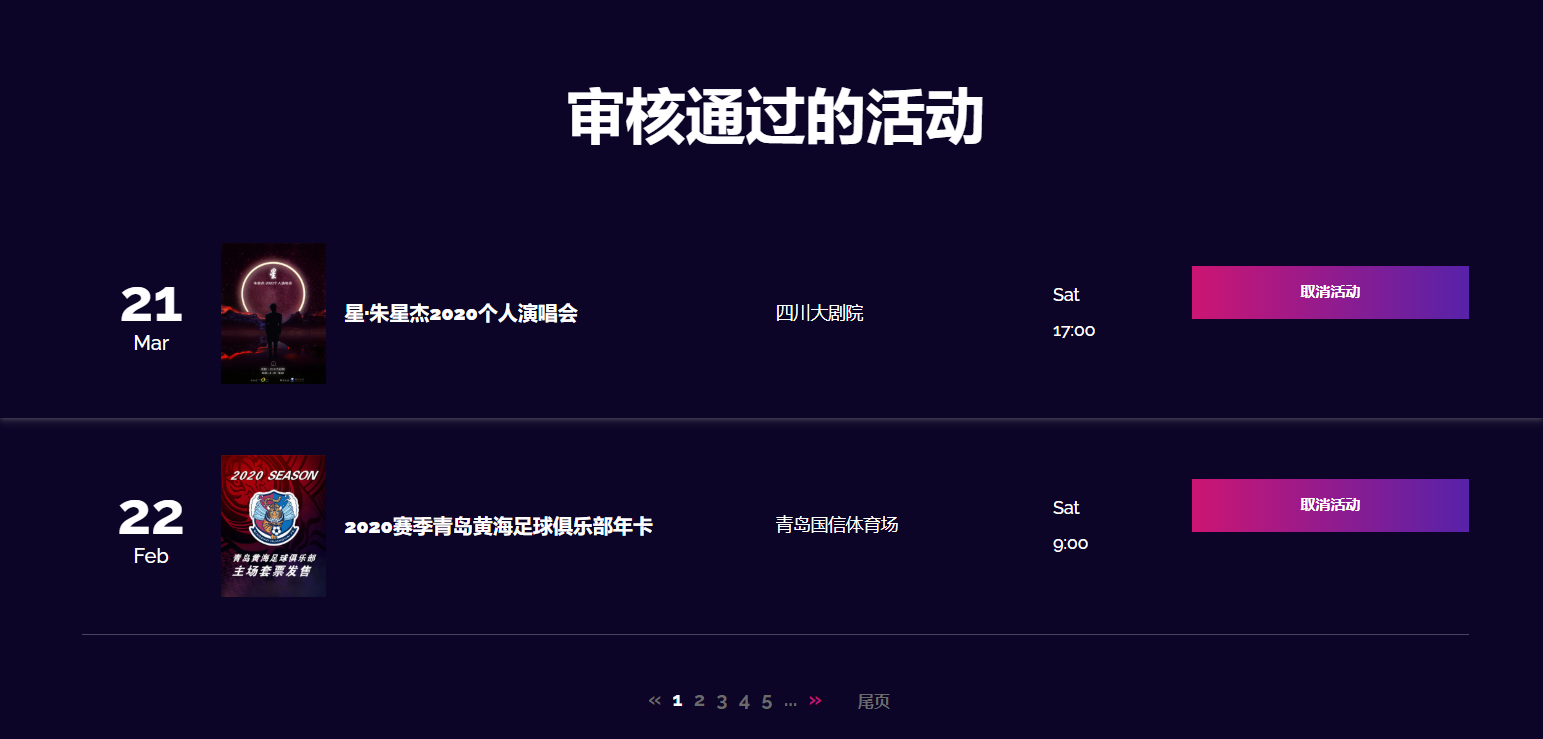 审核通过的活动
21
Mar
星
星·朱星杰2020个人演唱会
四川大剧院
Sat
17:00
取消活动
22
Feb
2020 SEASON
青岛黄海足球俱乐部
主场套票发售
2020赛季青岛黄海足球俱乐部年卡
青岛国信体育场
Sat
9:00
取消活动
« 1 2 3 4 5 ... » 尾页